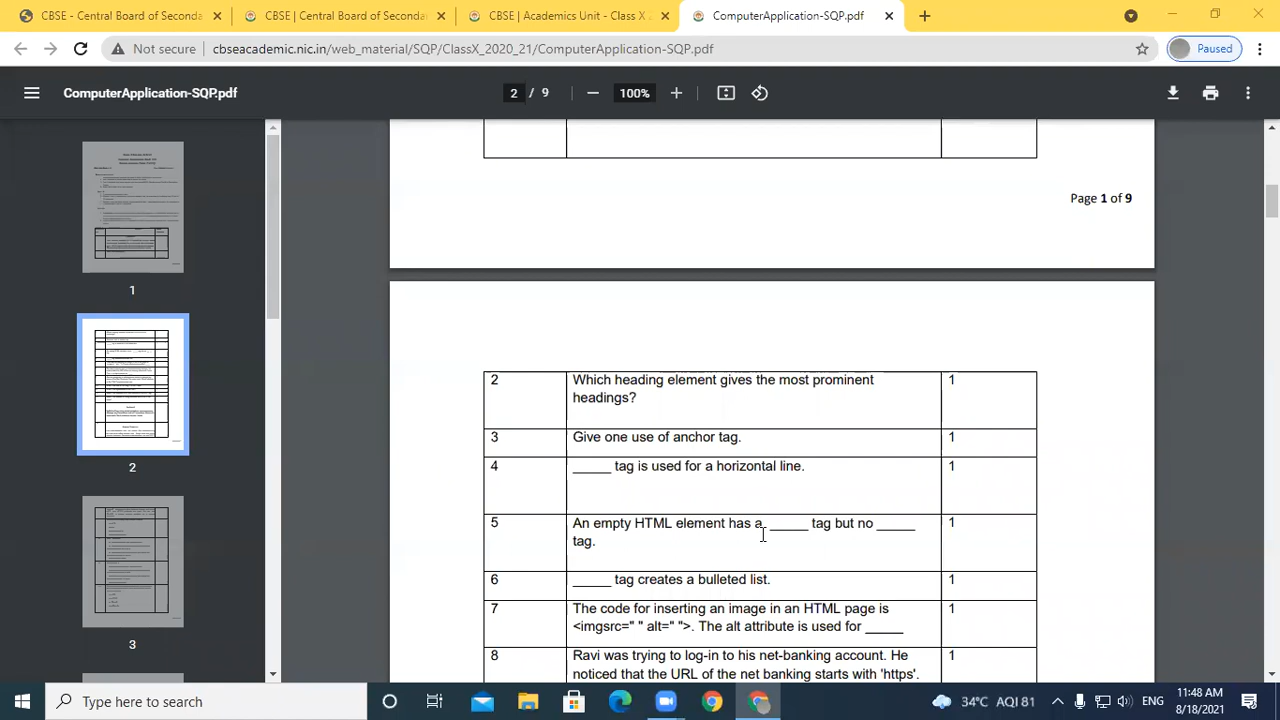 CBSE - Central Board of Seconda
CBSE | Central Board of Seconda
CBSE | Academics Unit - Class X
ComputerApplication-SQP.pdf
Not secure
cbseacademic.nic.in/web_material/SQP/ClassX_2020_21/ComputerApplication-SQP.pdf
Paused
ComputerApplication-SQP.pdf
2 / 9
100%
1
2
3
Page 1 of 9
2 Which heading element gives the most prominent 1
headings?
3 Give one use of anchor tag. 1
4 _____ tag is used for a horizontal line. 1
5 An empty HTML element has a _____ tag but no _____ 1
tag.
6 _____ tag creates a bulleted list. 1
7 The code for inserting an image in an HTML page is 1
<imgsrc=" " alt=" ">. The alt attribute is used for _____
8 Ravi was trying to log-in to his net-banking account. He 1
noticed that the URL of the net banking starts with 'https'.
Type here to search
34°C AQI 81
ENG
11:48 AM
8/18/2021